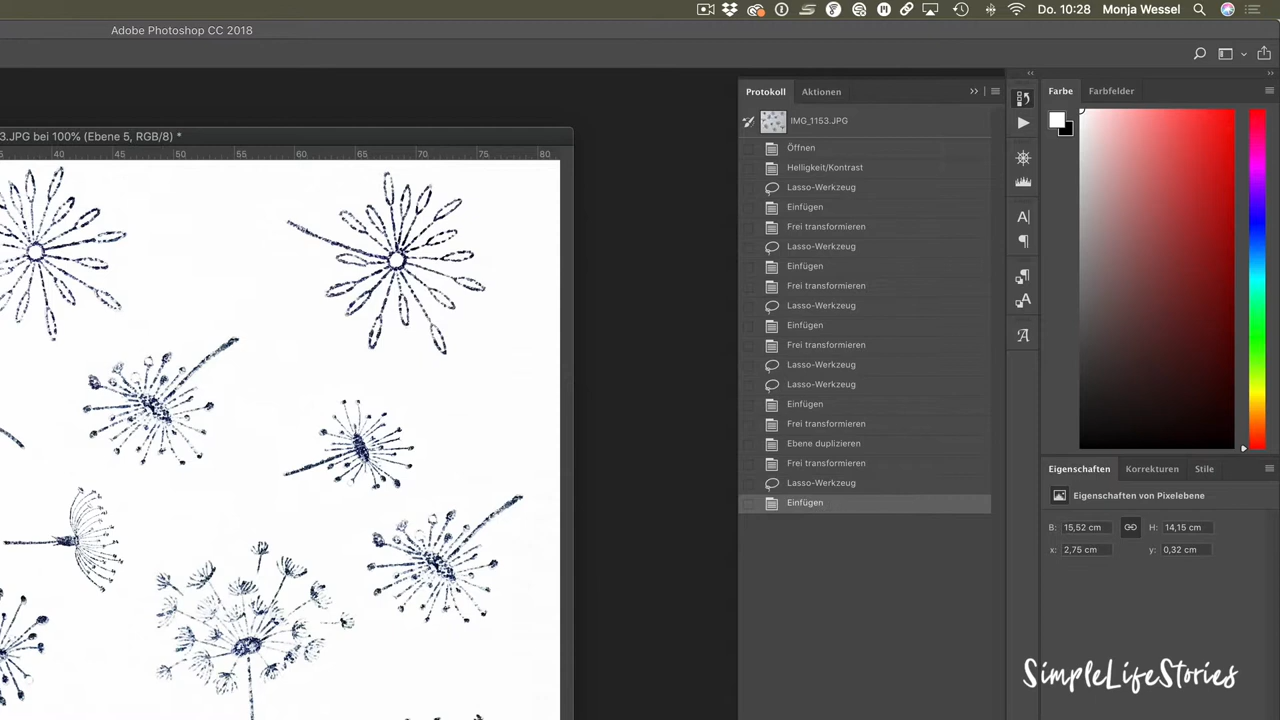 Do. 10:28 Monja Wessel
Adobe Photoshop CC 2018
3.JPG bei 100% (Ebene 5, RGB/8) *
40 45 50 55 60 65 70 75 80
Protokoll Aktionen
IMG_1153.JPG
Öffnen
Helligkeit/Kontrast
Lasso-Werkzeug
Einfügen
Frei transformieren
Lasso-Werkzeug
Einfügen
Frei transformieren
Lasso-Werkzeug
Einfügen
Frei transformieren
Lasso-Werkzeug
Lasso-Werkzeug
Einfügen
Frei transformieren
Ebene duplizieren
Frei transformieren
Lasso-Werkzeug
Einfügen
Farbe Farbfelder
Eigenschaften Korrekturen Stile
Eigenschaften von Pixelebene
B: 15,52 cm H: 14,15 cm
x: 2,75 cm y: 0,32 cm
SimpleLifeStories